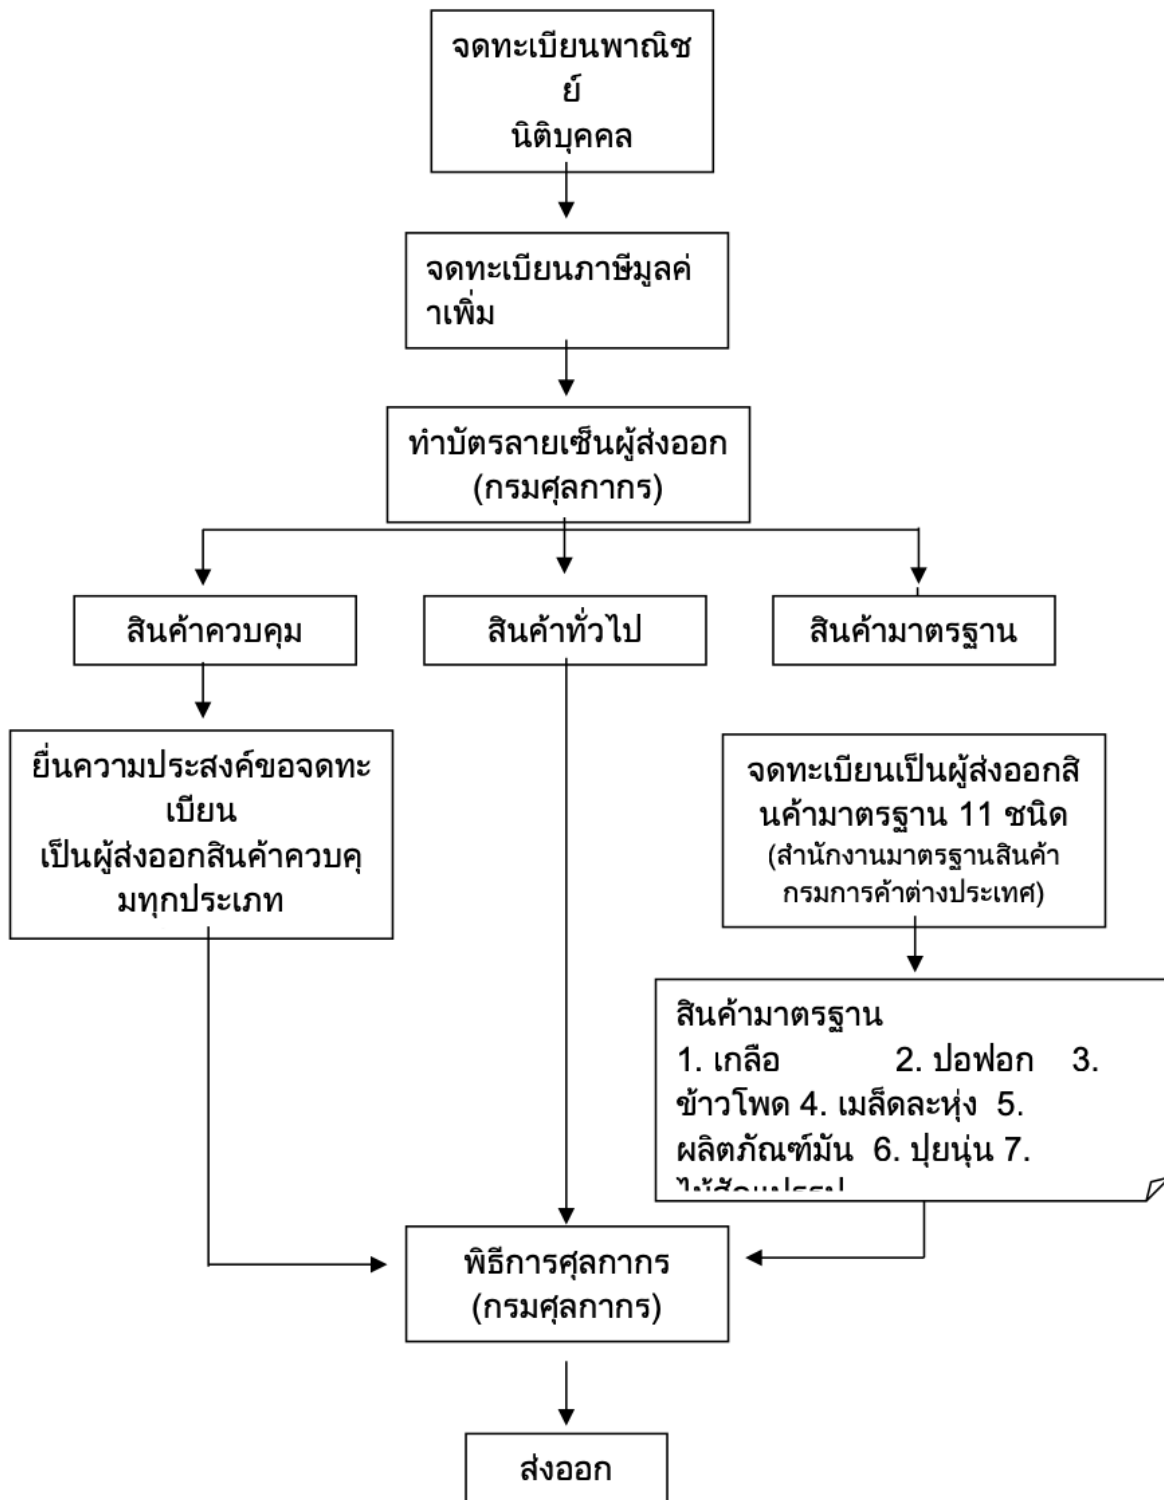 จดทะเบียนพาณิช
ย์
นิติบุคคล
จดทะเบียนภาษีมูลค่
าเพิ่ม
ทำบัตรลายเซ็นผู้ส่งออก
(กรมศุลกากร)
สินค้าควบคุม
สินค้าทั่วไป
สินค้ามาตรฐาน
ยื่นความประสงค์ขอจดทะ
เบียน
เป็นผู้ส่งออกสินค้าควบคุ
มทุกประเภท
จดทะเบียนเป็นผู้ส่งออกสิ
นค้ามาตรฐาน 11 ชนิด
(สำนักงานมาตรฐานสินค้า
กรมการค้าต่างประเทศ)
สินค้ามาตรฐาน
1. เกลือ 2. ปอฟอก 3.
ข้าวโพด 4. เมล็ดละหุ่ง 5.
ผลิตภัณฑ์มัน 6. ปุยนุ่น 7.
พิธีการศุลกากร
(กรมศุลกากร)
ส่งออก